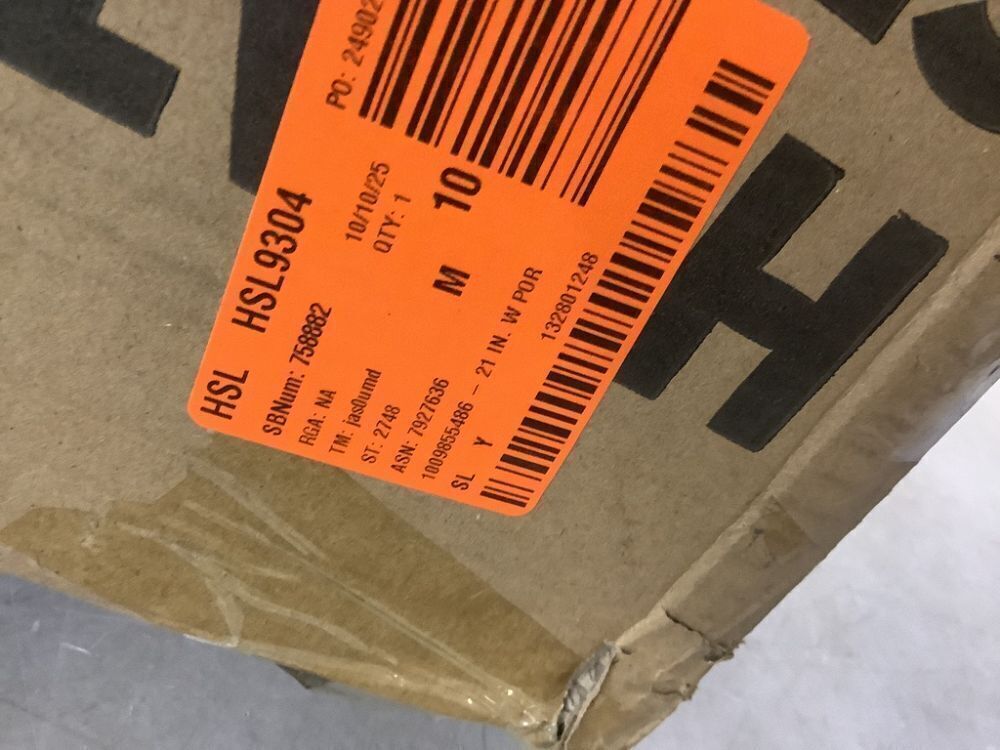 HSL HSL9304
SBNum: 758882
RGA: NA
10/10/25
TM: jas0umd
QTY: 1
ST: 2748
ASN: 7927636
M 10
1009855486 - 21 IN. W POR
SL Y
132801248
PO: 24902
H